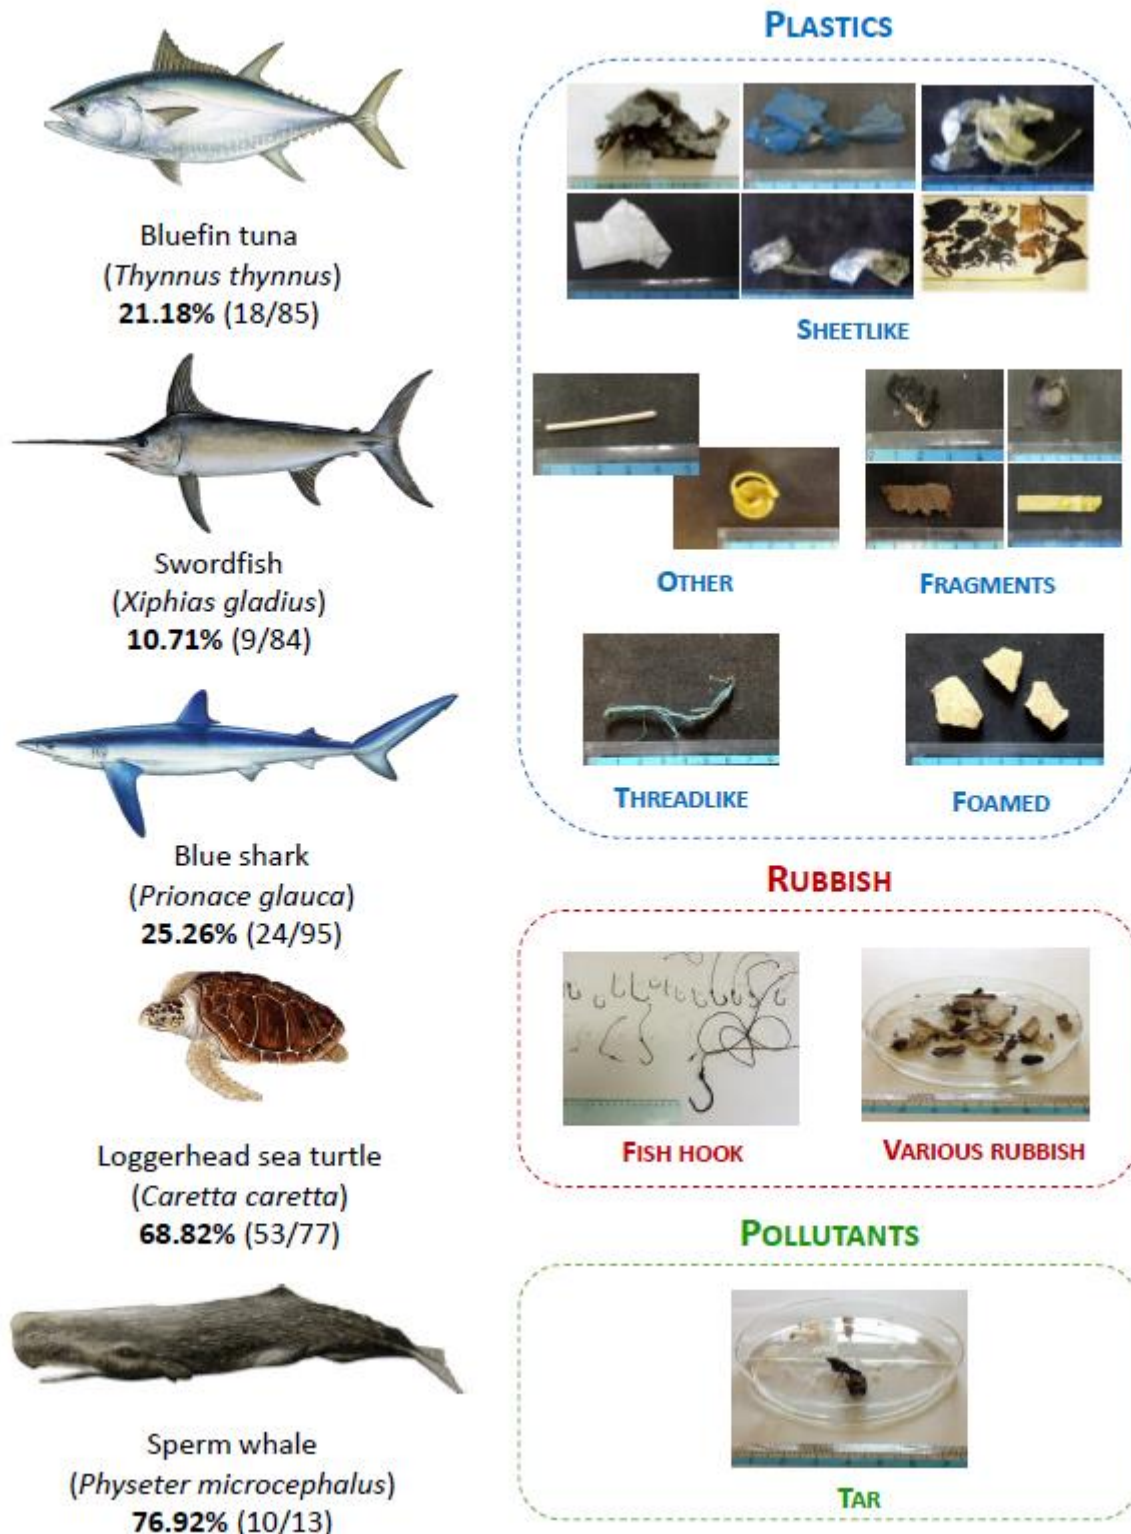 Bluefin tuna
(Thynnus thynnus)
21.18% (18/85)
Swordfish
(Xiphias gladius)
10.71% (9/84)
Blue shark
(Prionace glauca)
25.26% (24/95)
Loggerhead sea turtle
(Caretta caretta)
68.82% (53/77)
Sperm whale
(Physeter microcephalus)
76.92% (10/13)
PLASTICS
SHEETLIKE
OTHER
FRAGMENTS
THREADLIKE
FOAMED
RUBBISH
FISH HOOK
VARIOUS RUBBISH
POLLUTANTS
TAR